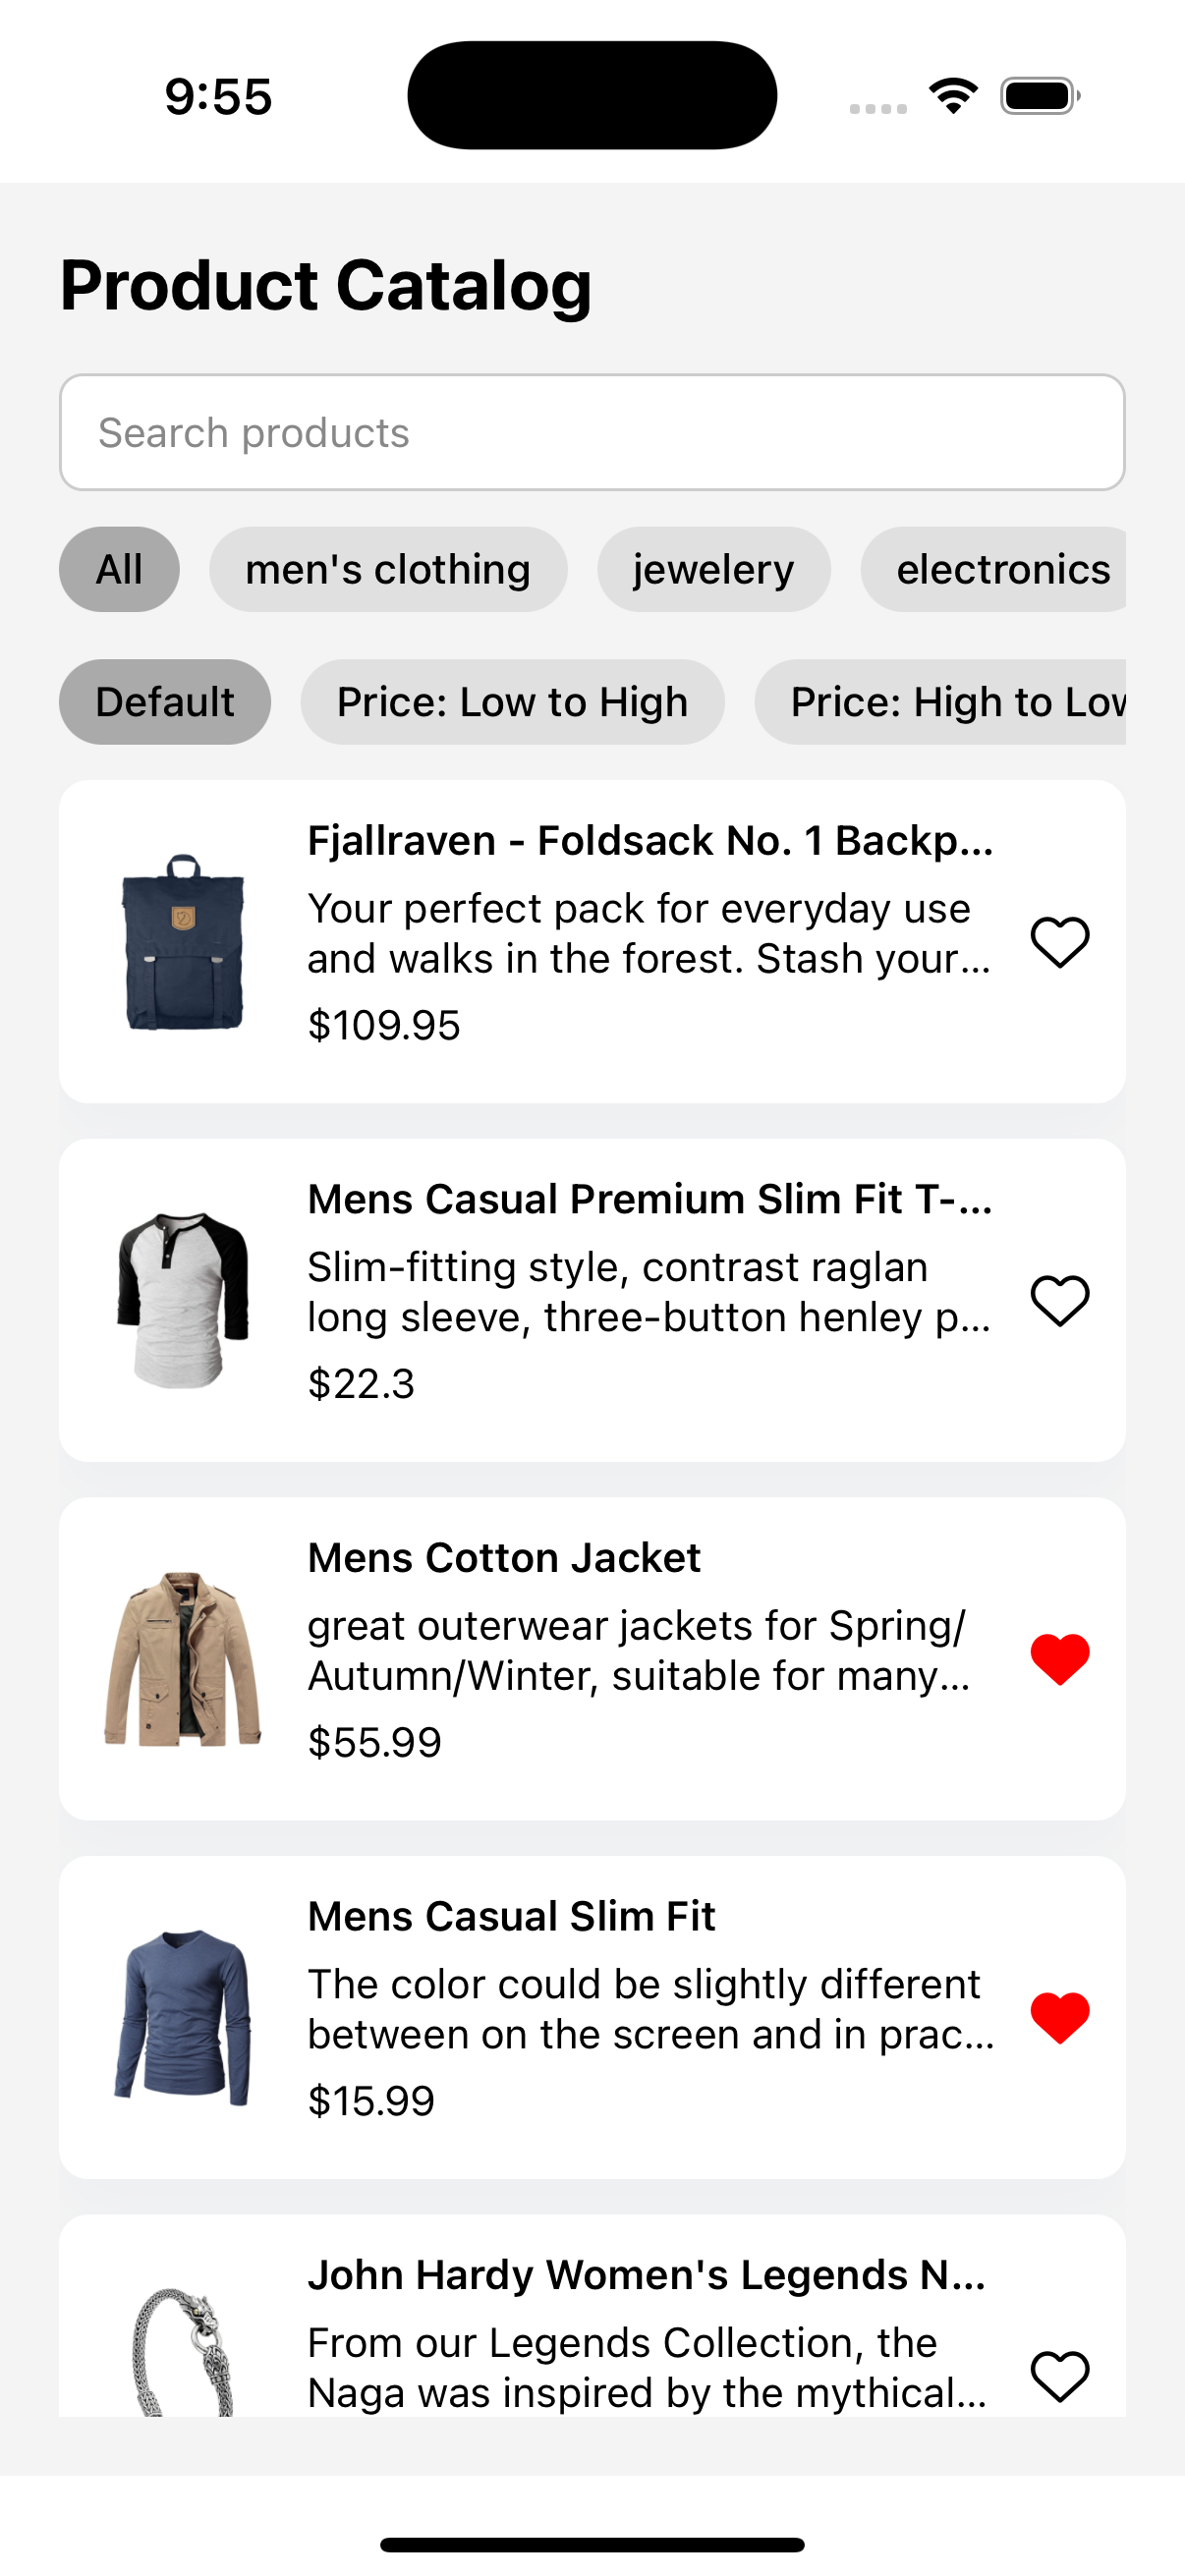 9:55
Product Catalog
Search products
All men's clothing jewelery electronics
Default Price: Low to High Price: High to Low
Fjallraven - Foldsack No. 1 Backp...
Your perfect pack for everyday use
and walks in the forest. Stash your...
$109.95
Mens Casual Premium Slim Fit T-...
Slim-fitting style, contrast raglan
long sleeve, three-button henley p...
$22.3
Mens Cotton Jacket
great outerwear jackets for Spring/
Autumn/Winter, suitable for many...
$55.99
Mens Casual Slim Fit
The color could be slightly different
between on the screen and in prac...
$15.99
John Hardy Women's Legends N...
From our Legends Collection, the
Naga was inspired by the mythical...